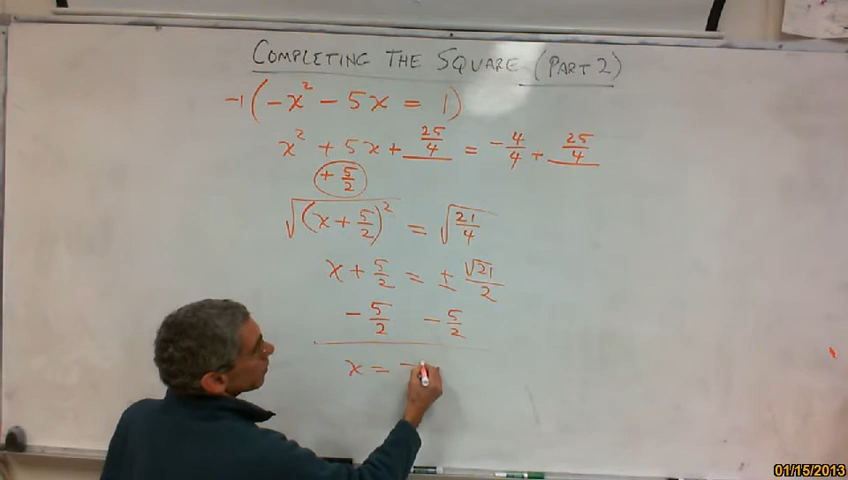 COMPLETING THE SQUARE (PART 2)
-1(-x² - 5x = 1)
x² + 5x + 25/4 = -4/4 + 25/4
+ 5/2
√(x + 5/2)² = √21/4
x + 5/2 = ± √21/2
- 5/2 - 5/2
x = -
01/15/2013